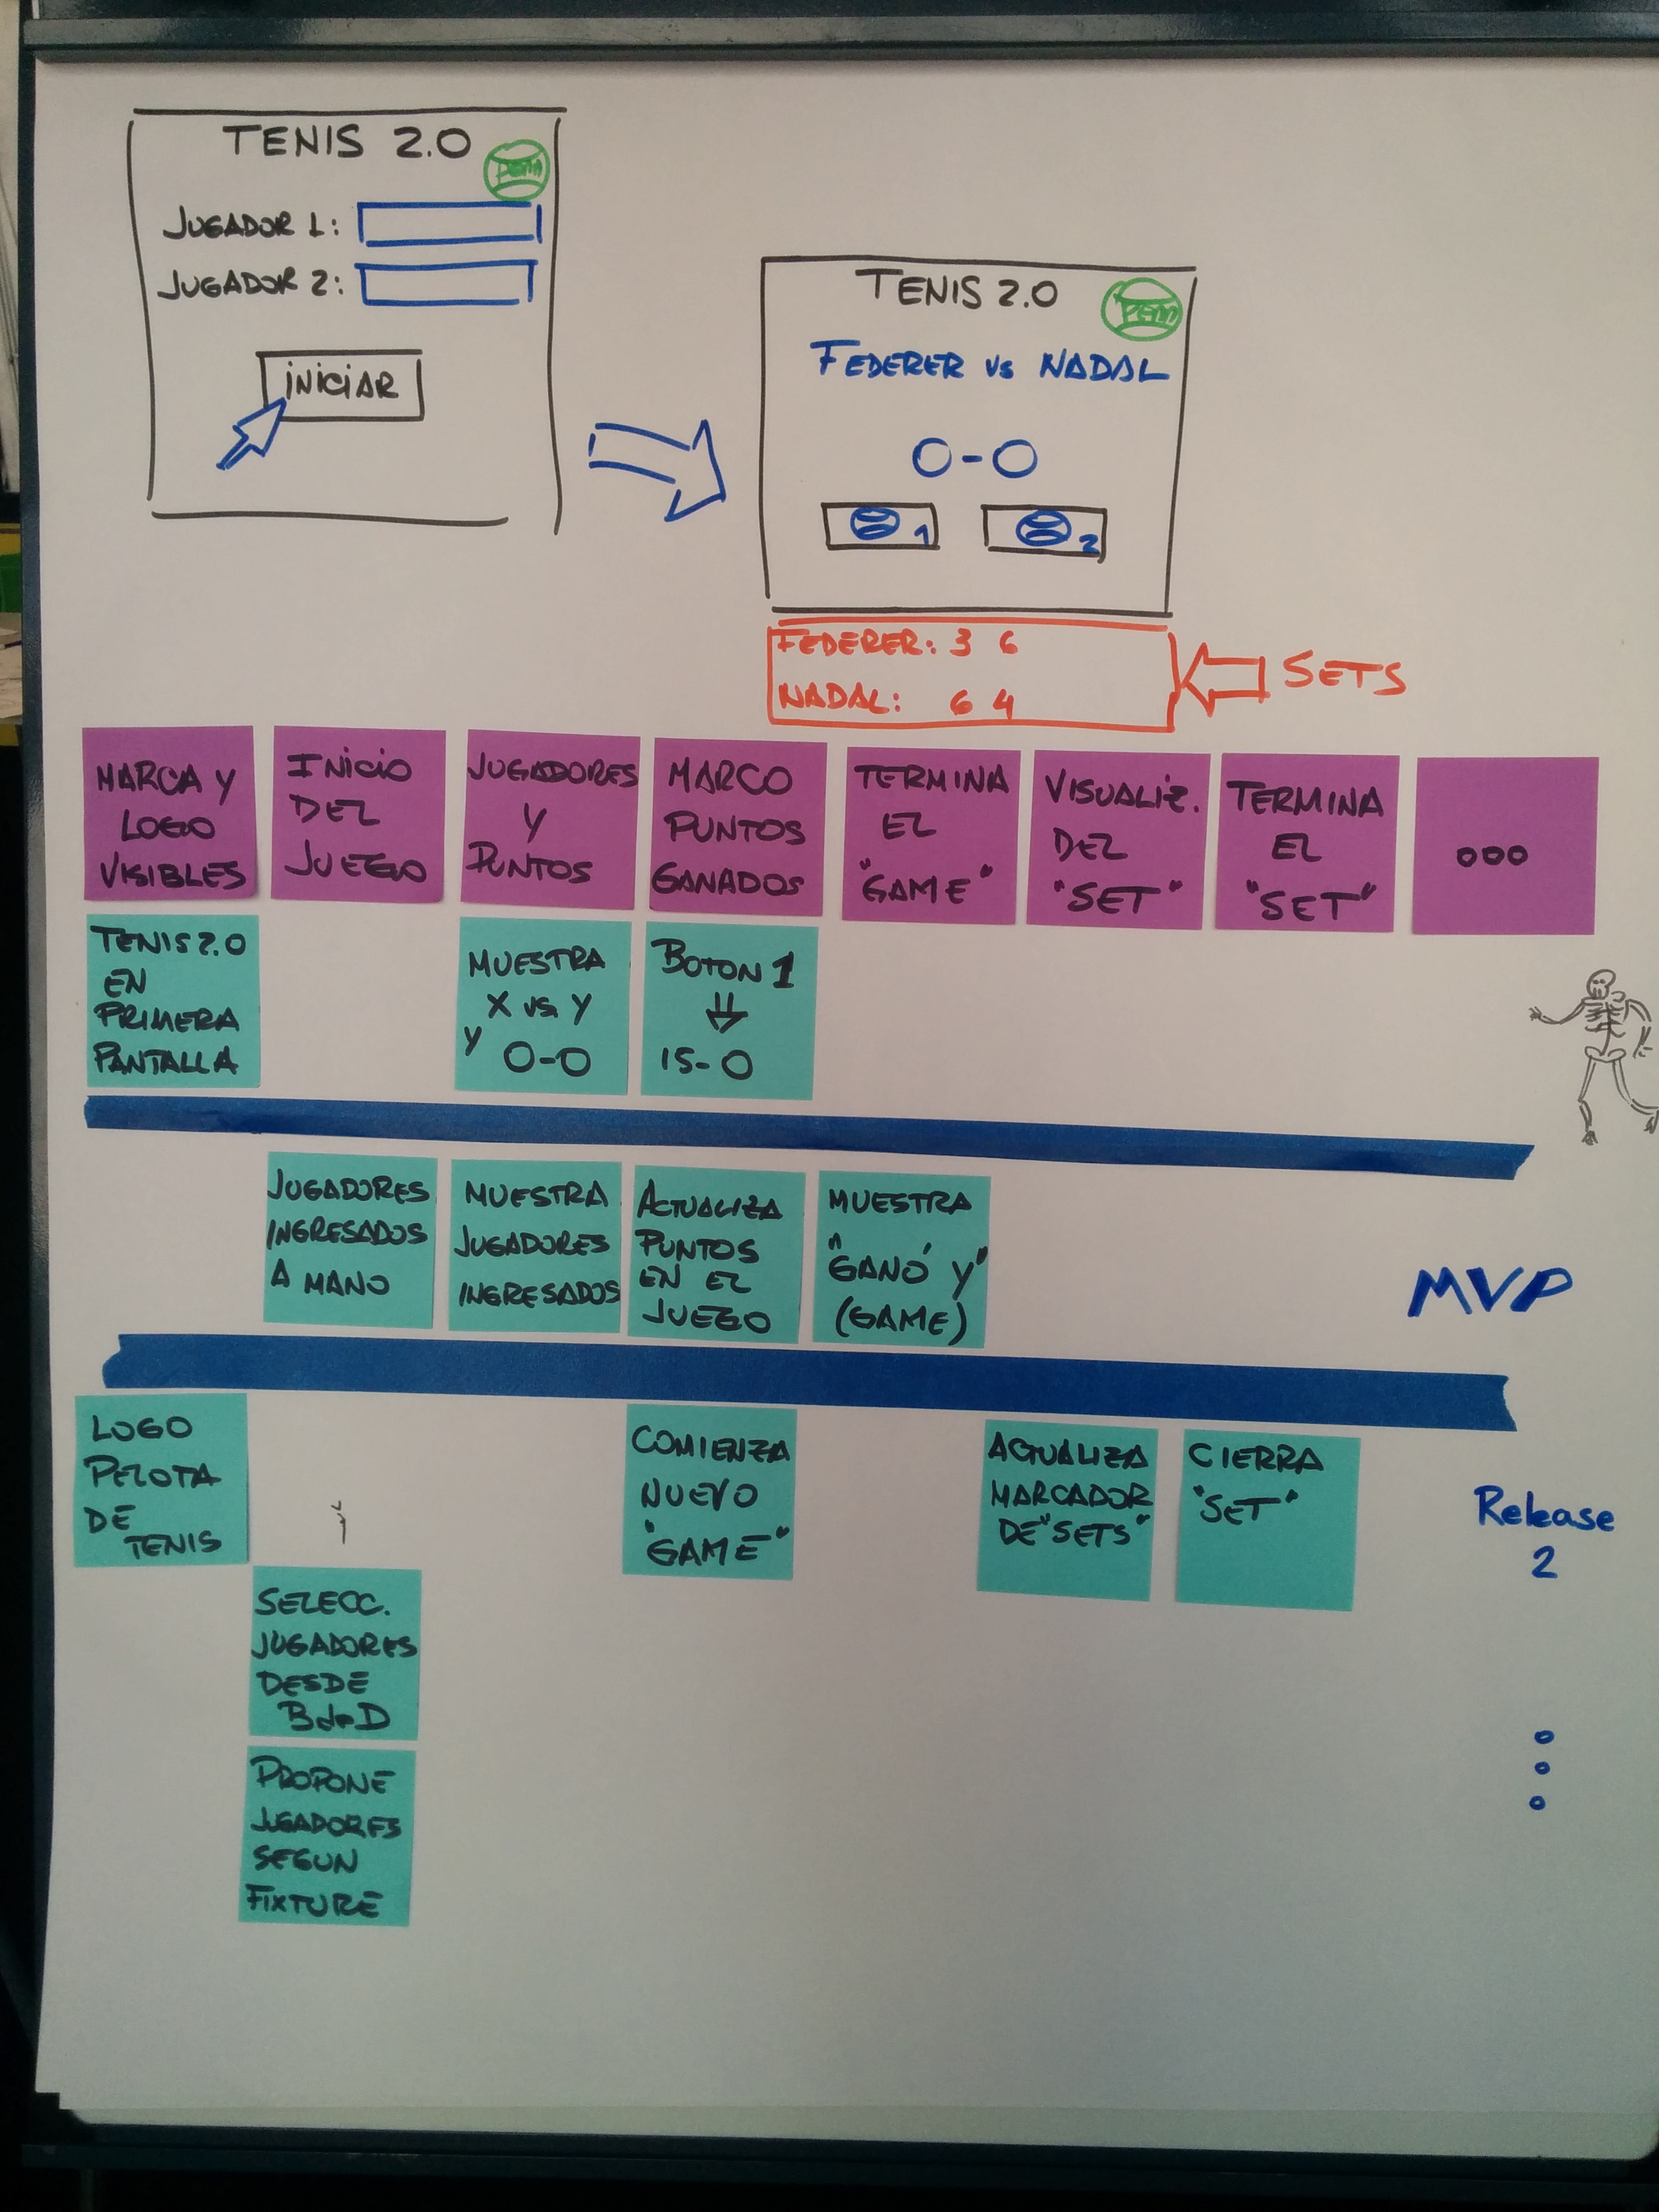 TENIS 2.0
JUGADOR 1:
JUGADOR 2:
INICIAR
TENIS 2.0
FEDERER VS NADAL
0-0
1
2
FEDERER: 3 6
NADAL: 6 4
SETS
MARCA Y
LOGO
VISIBLES
INICIO
DEL
JUEGO
JUGADORES
Y
PUNTOS
MARCO
PUNTOS
GANADOS
TERMINA
EL
"GAME"
VISUALIZ.
DEL
"SET"
TERMINA
EL
"SET"
ooo
TENIS 2.0
EN
PRIMERA
PANTALLA
MUESTRA
X vs. Y
Y 0-0
BOTON 1
⇓
15-0
JUGADORES
INGRESADOS
A MANO
MUESTRA
JUGADORES
INGRESADOS
ACTUALIZA
PUNTOS
EN EL
JUEGO
MUESTRA
"GANÓ Y"
(GAME)
MVP
LOGO
PELOTA
DE
TENIS
COMIENZA
NUEVO
"GAME"
ACTUALIZA
MARCADOR
DE "SETS"
CIERRA
"SET"
Release
2
SELECC.
JUGADORES
DESDE
BdeD
PROPONE
JUGADORES
SEGUN
FIXTURE